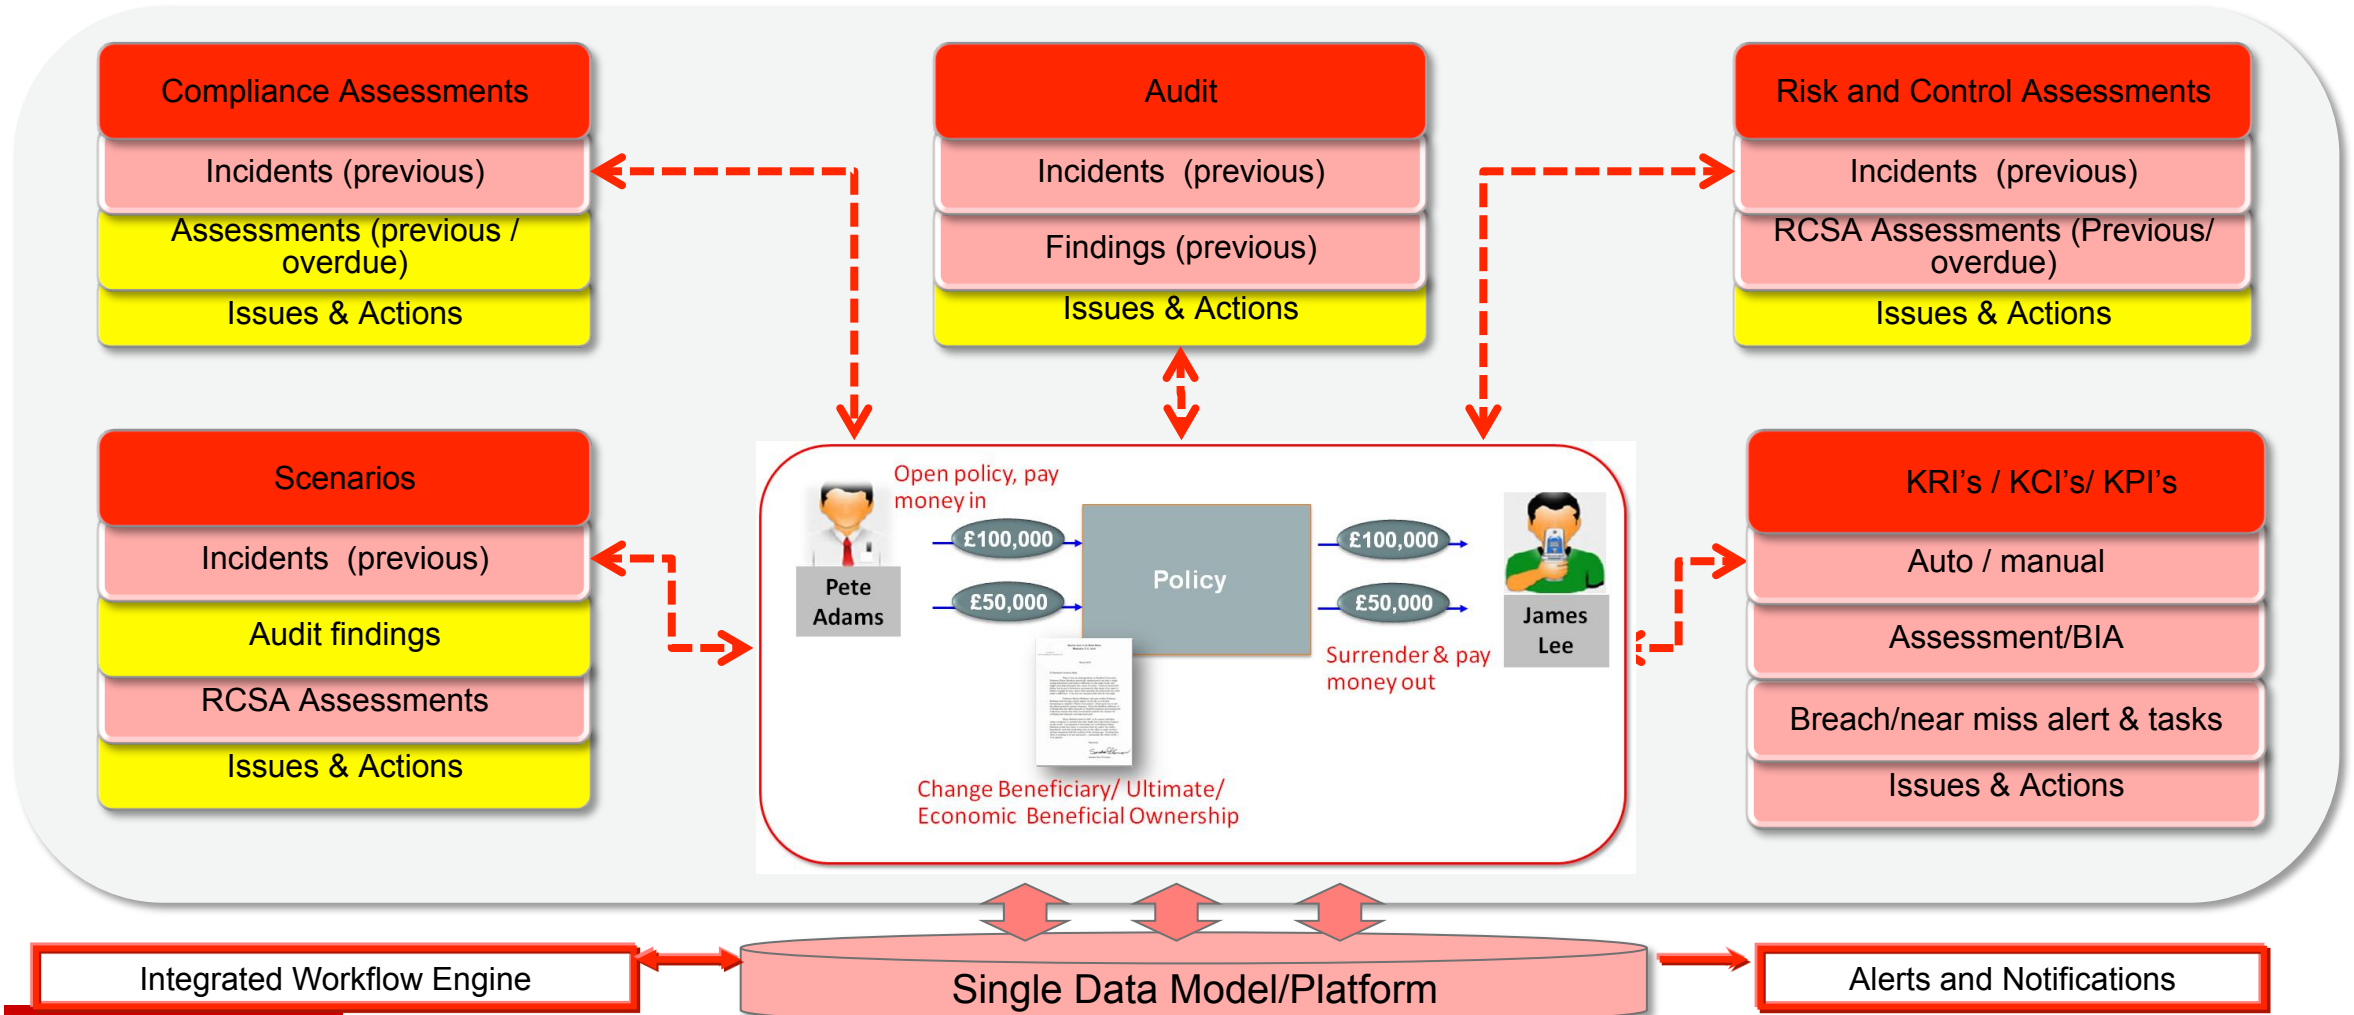 Compliance Assessments
Incidents (previous)
Assessments (previous /
overdue)
Issues & Actions
Audit
Incidents  (previous)
Findings (previous)
Issues & Actions
Risk and Control Assessments
Incidents  (previous)
RCSA Assessments (Previous/
overdue)
Issues & Actions
Scenarios
Incidents  (previous)
Audit findings
RCSA Assessments
Issues & Actions
Open policy, pay
money in
Pete
Adams
£100,000
£50,000
Policy
£100,000
£50,000
James
Lee
Surrender & pay
money out
Change Beneficiary/ Ultimate/
Economic  Beneficial Ownership
KRI's / KCI's/ KPI's
Auto / manual
Assessment/BIA
Breach/near miss alert & tasks
Issues & Actions
Integrated Workflow Engine
Single Data Model/Platform
Alerts and Notifications